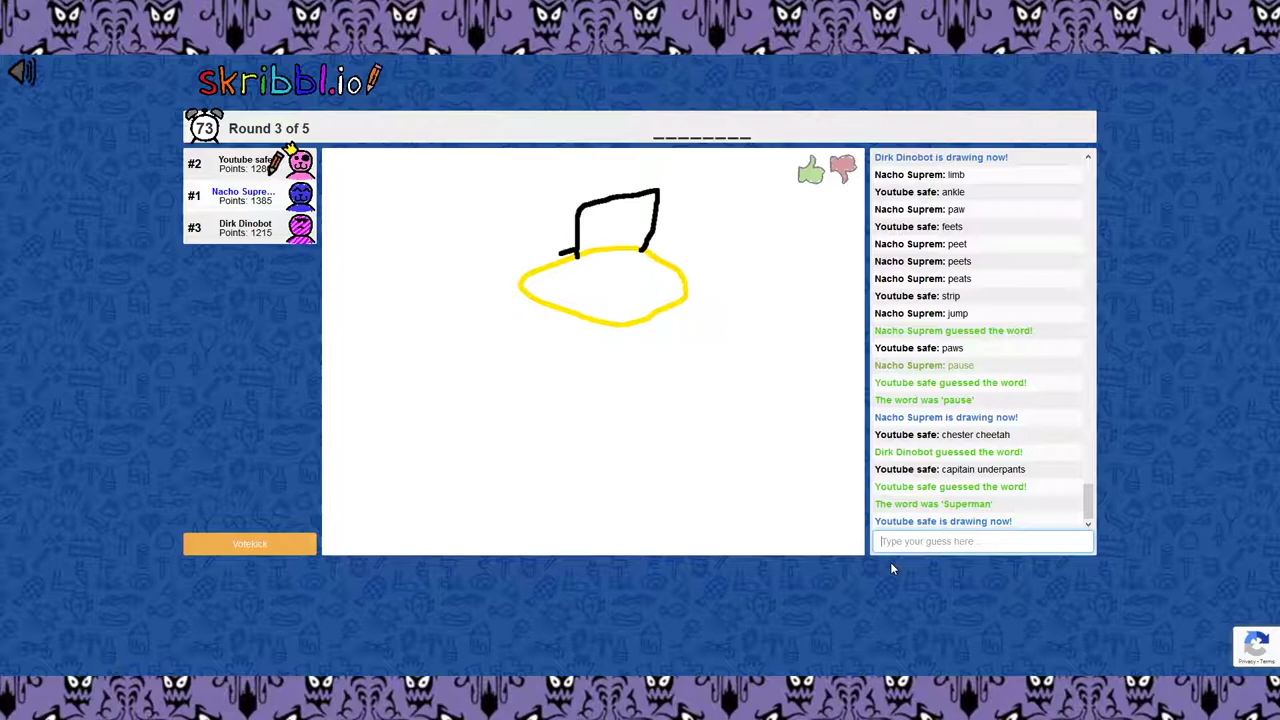 skribbl.io
73
Round 3 of 5
________
#2
Youtube safe
Points: 128
#1
Nacho Supre...
Points: 1385
#3
Dirk Dinobot
Points: 1215
Votekick
Dirk Dinobot is drawing now!
Nacho Suprem: limb
Youtube safe: ankle
Nacho Suprem: paw
Youtube safe: feets
Nacho Suprem: peet
Nacho Suprem: peets
Nacho Suprem: peats
Youtube safe: strip
Nacho Suprem: jump
Nacho Suprem guessed the word!
Youtube safe: paws
Nacho Suprem: pause
Youtube safe guessed the word!
The word was 'pause'
Nacho Suprem is drawing now!
Youtube safe: chester cheetah
Dirk Dinobot guessed the word!
Youtube safe: capitain underpants
Youtube safe guessed the word!
The word was 'Superman'
Youtube safe is drawing now!
Type your guess here ...
Privacy - Terms